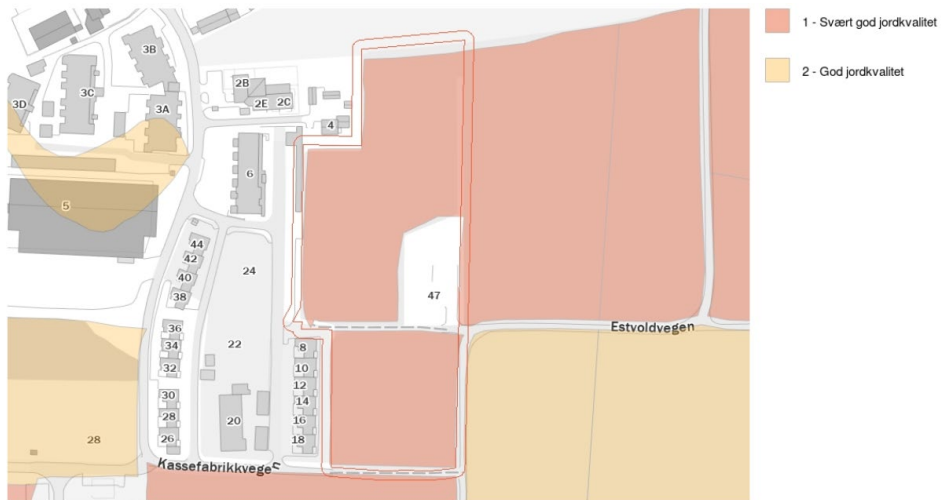 1 - Svært god jordkvalitet
2 - God jordkvalitet
3B
3C
2B
3D
3A
2E 2C
4
6
5
44
42
24
40
38
47
36
Estvoldvegen
34
22
8
32
10
12
30
14
28
20
16
28
26
18
Kassefabrikkvegen